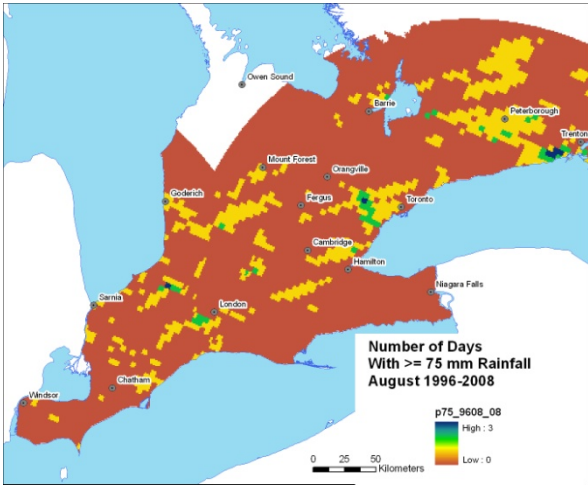 Owen Sound
Barrie
Peterborough
Trenton
Mount Forest
Orangville
Goderich
Fergus
Toronto
Cambridge
Hamilton
Niagara Falls
Sarnia
London
Chatham
Windsor
Number of Days
With >= 75 mm Rainfall
August 1996-2008
p75_9608_08
High : 3
Low : 0
0 25 50
Kilometers